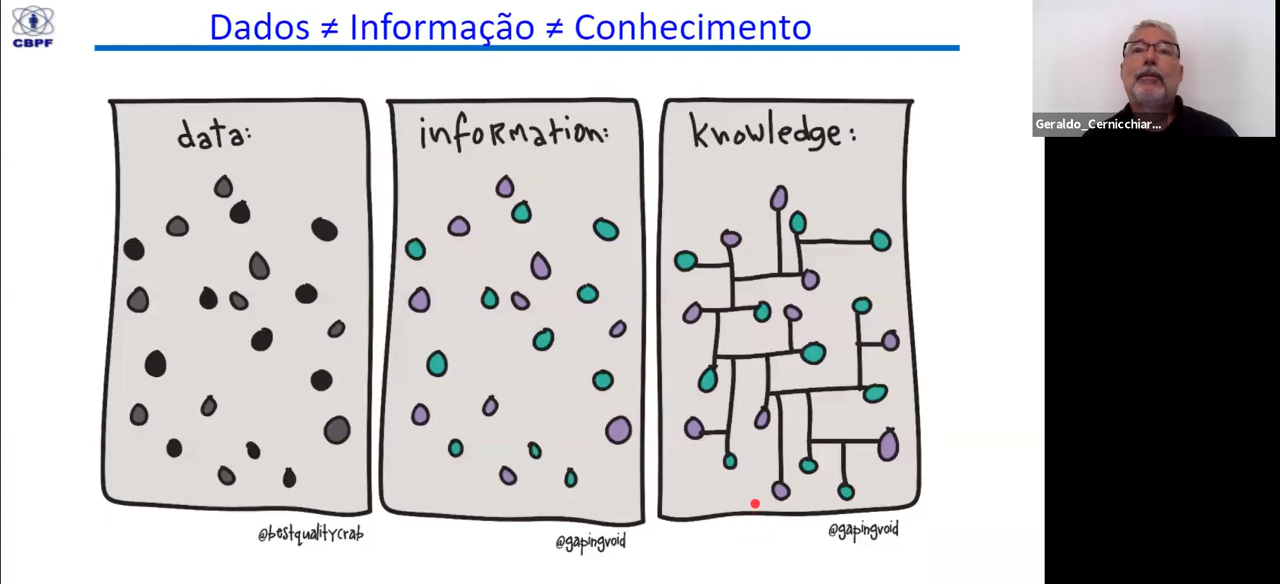 CBPF
Dados ≠ Informação ≠ Conhecimento
Geraldo_Cernicchiar...
data:
information:
knowledge:
@bestqualitycrab
@gapingvoid
@gapingvoid